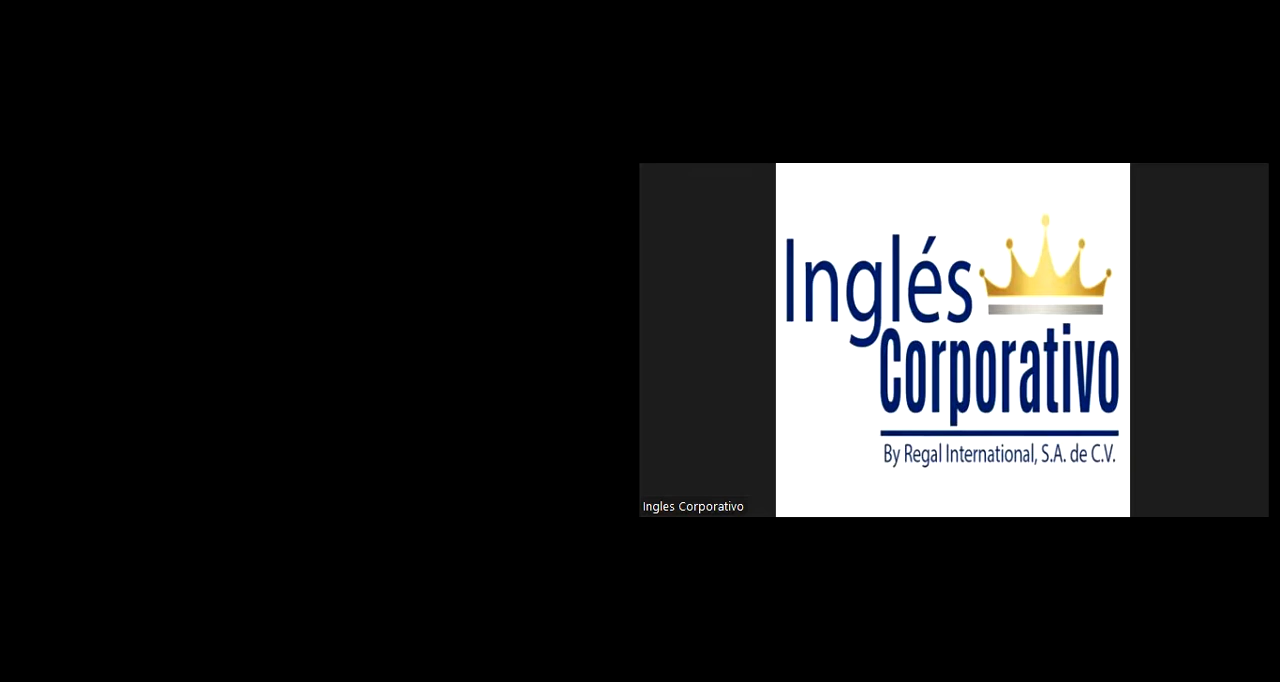 Inglés
Corporativo
By Regal International, S.A. de C.V.
Ingles Corporativo